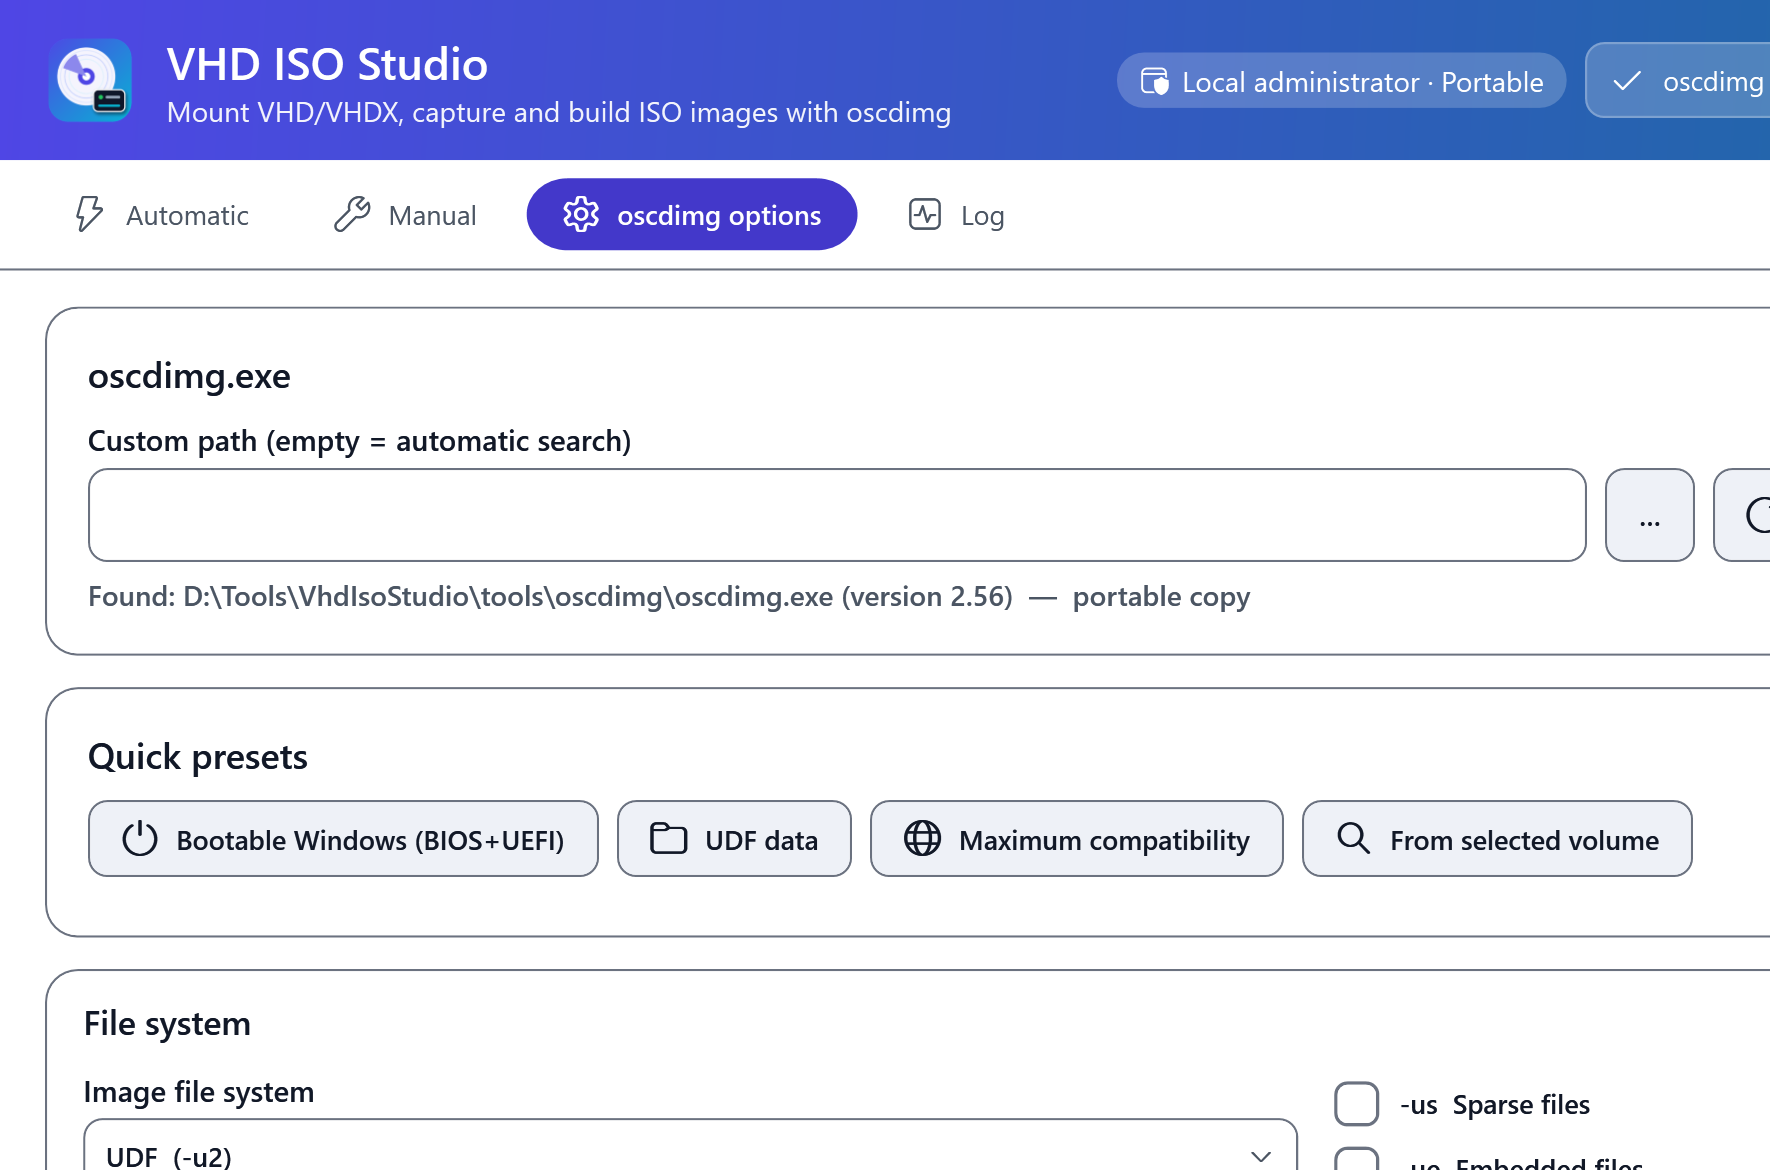 VHD ISO Studio
Mount VHD/VHDX, capture and build ISO images with oscdimg
Local administrator · Portable
oscdimg
Automatic
Manual
oscdimg options
Log
oscdimg.exe
Custom path (empty = automatic search)
...
Found: D:\Tools\VhdIsoStudio\tools\oscdimg\oscdimg.exe (version 2.56) — portable copy
Quick presets
Bootable Windows (BIOS+UEFI)
UDF data
Maximum compatibility
From selected volume
File system
Image file system
-us Sparse files
UDF (-u2)
-ue Embedded files